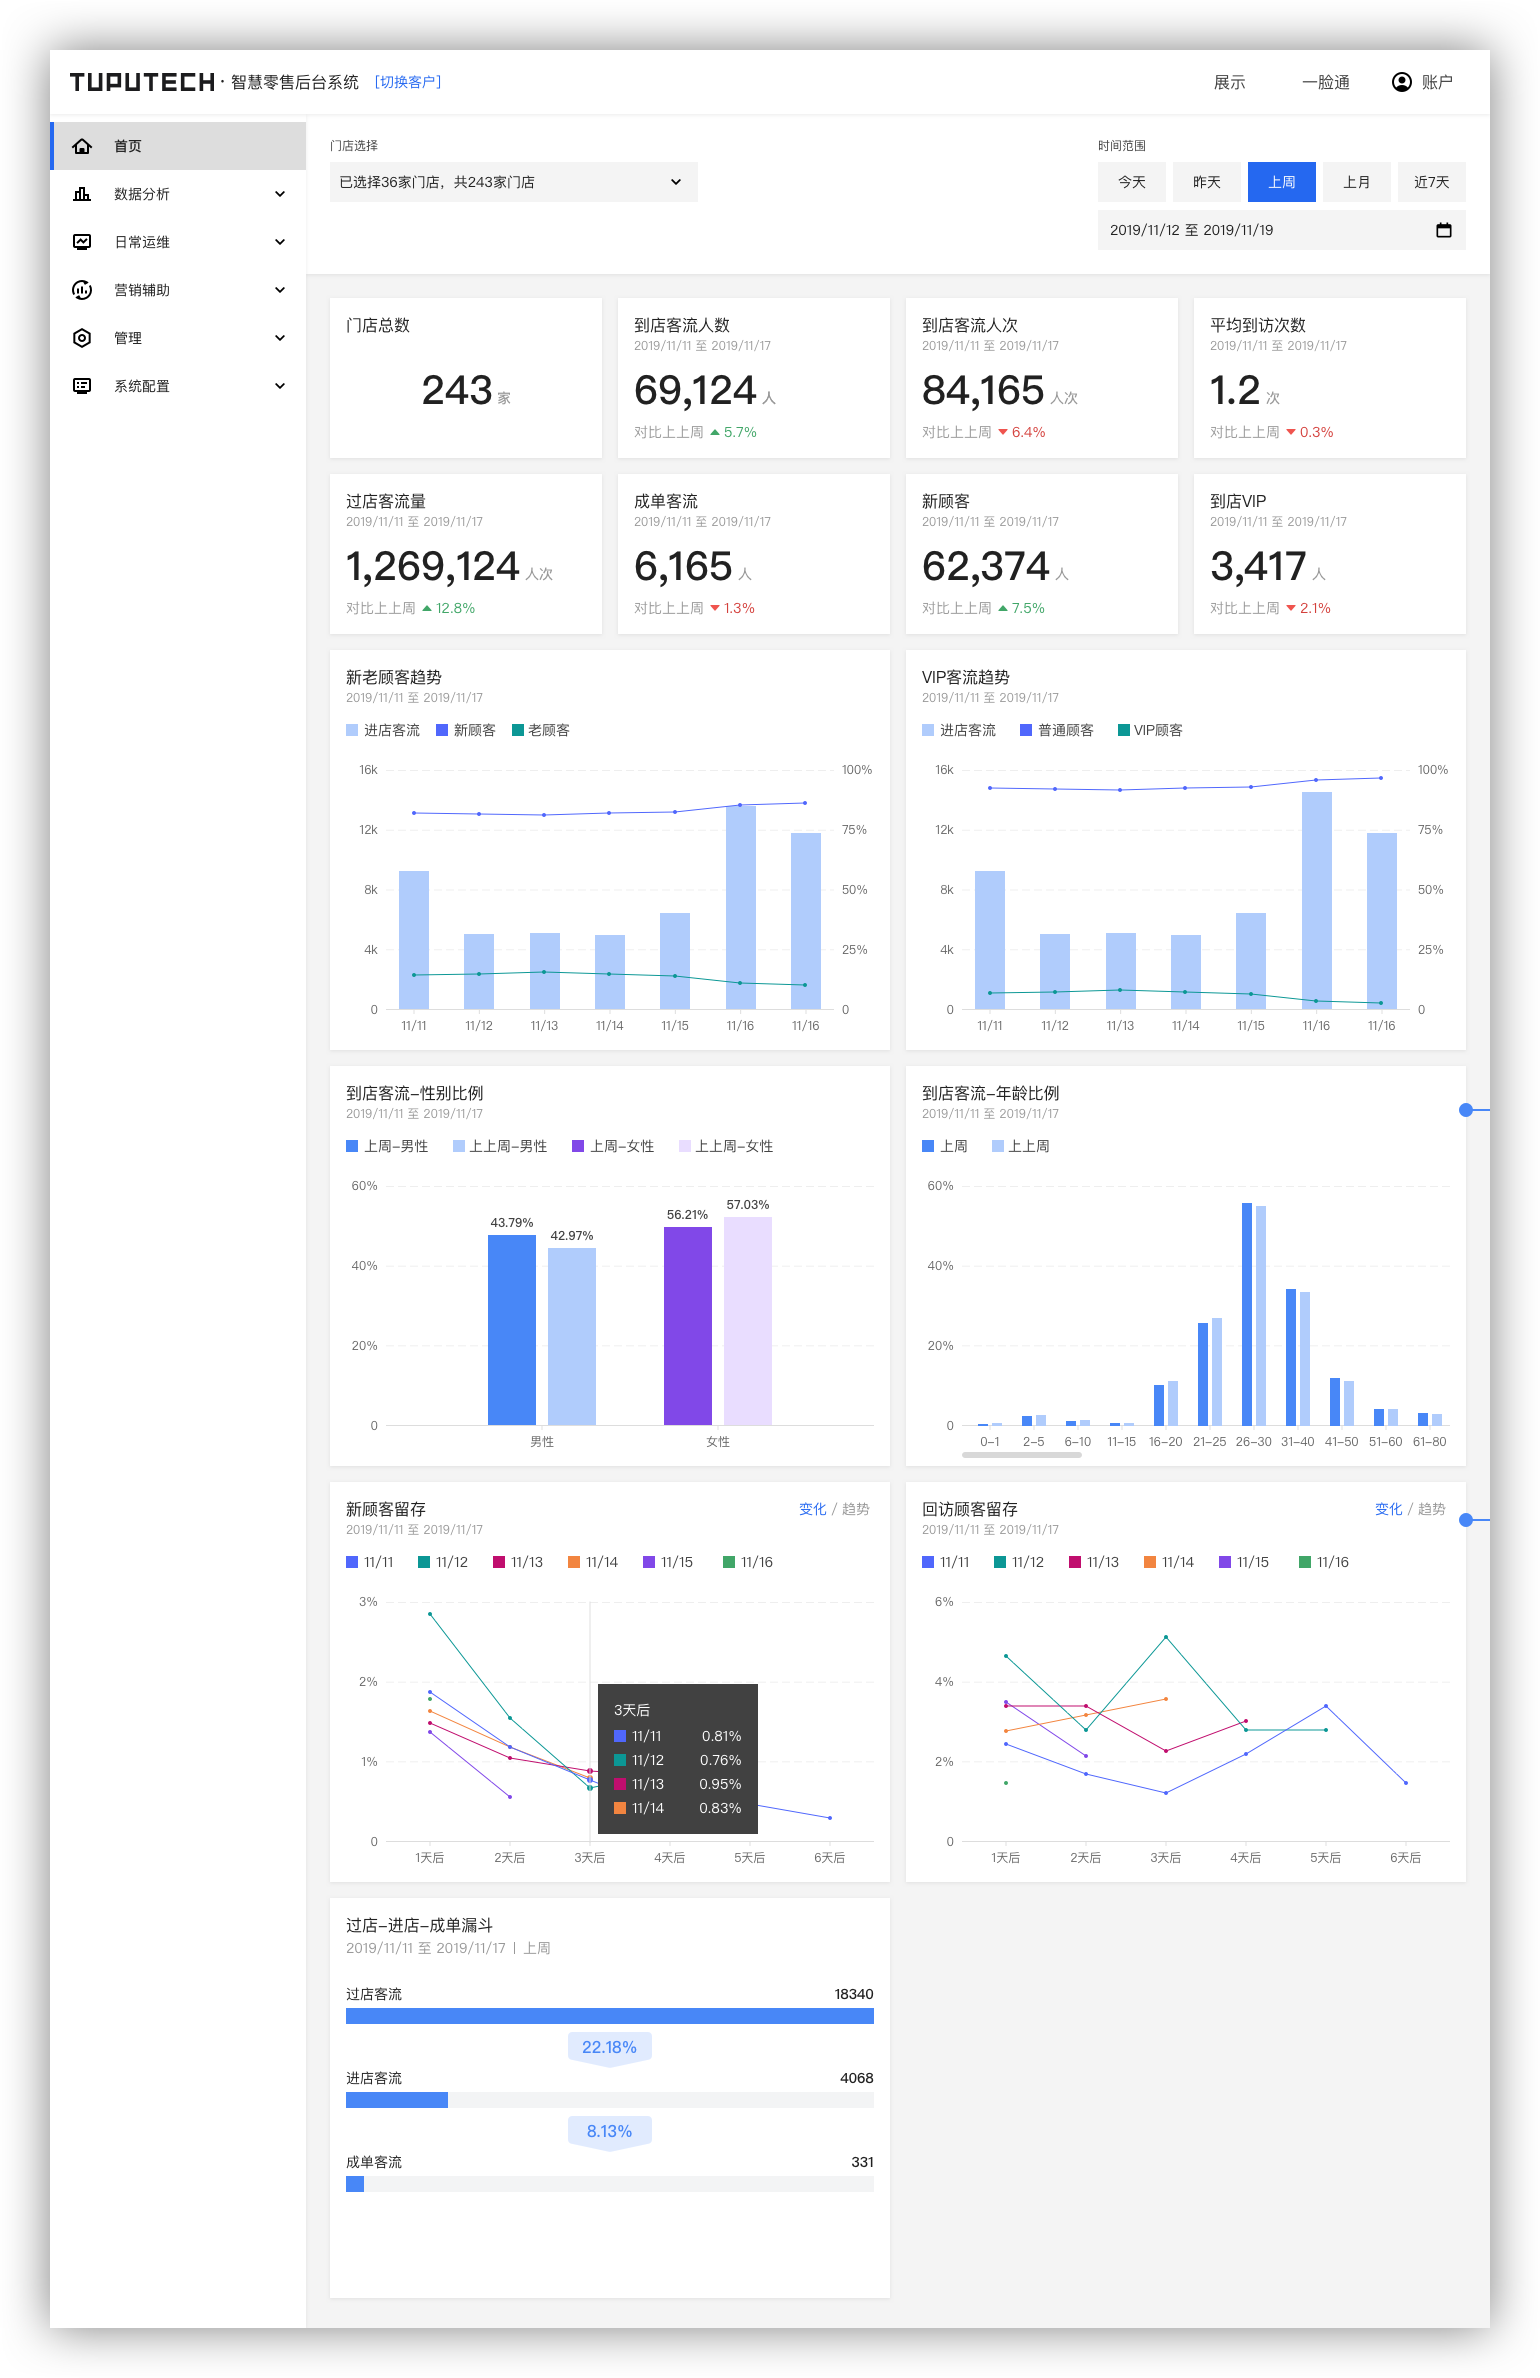 TUPUTECH · 智慧零售后台系统 [切换客户]
展示 一脸通 账户
首页
数据分析
日常运维
营销辅助
管理
系统配置
门店选择
已选择36家门店，共243家门店
时间范围
今天 昨天 上周 上月 近7天
2019/11/12 至 2019/11/19
门店总数
243 家
到店客流人数
2019/11/11 至 2019/11/17
69,124 人
对比上上周 5.7%
到店客流人次
2019/11/11 至 2019/11/17
84,165 人次
对比上上周 6.4%
平均到访次数
2019/11/11 至 2019/11/17
1.2 次
对比上上周 0.3%
过店客流量
2019/11/11 至 2019/11/17
1,269,124 人次
对比上上周 12.8%
成单客流
2019/11/11 至 2019/11/17
6,165 人
对比上上周 1.3%
新顾客
2019/11/11 至 2019/11/17
62,374 人
对比上上周 7.5%
到店VIP
2019/11/11 至 2019/11/17
3,417 人
对比上上周 2.1%
新老顾客趋势
2019/11/11 至 2019/11/17
进店客流 新顾客 老顾客
16k 100%
12k 75%
8k 50%
4k 25%
0 0
11/11 11/12 11/13 11/14 11/15 11/16 11/16
VIP客流趋势
2019/11/11 至 2019/11/17
进店客流 普通顾客 VIP顾客
16k 100%
12k 75%
8k 50%
4k 25%
0 0
11/11 11/12 11/13 11/14 11/15 11/16 11/16
到店客流–性别比例
2019/11/11 至 2019/11/17
上周–男性 上上周–男性 上周–女性 上上周–女性
60%
43.79% 42.97% 56.21% 57.03%
40%
20%
0
男性 女性
到店客流–年龄比例
2019/11/11 至 2019/11/17
上周 上上周
60%
40%
20%
0
0–1 2–5 6–10 11–15 16–20 21–25 26–30 31–40 41–50 51–60 61–80
新顾客留存 变化 / 趋势
2019/11/11 至 2019/11/17
11/11 11/12 11/13 11/14 11/15 11/16
3%
2%
1%
0
3天后
11/11 0.81%
11/12 0.76%
11/13 0.95%
11/14 0.83%
1天后 2天后 3天后 4天后 5天后 6天后
回访顾客留存 变化 / 趋势
2019/11/11 至 2019/11/17
11/11 11/12 11/13 11/14 11/15 11/16
6%
4%
2%
0
1天后 2天后 3天后 4天后 5天后 6天后
过店–进店–成单漏斗
2019/11/11 至 2019/11/17 | 上周
过店客流 18340
22.18%
进店客流 4068
8.13%
成单客流 331